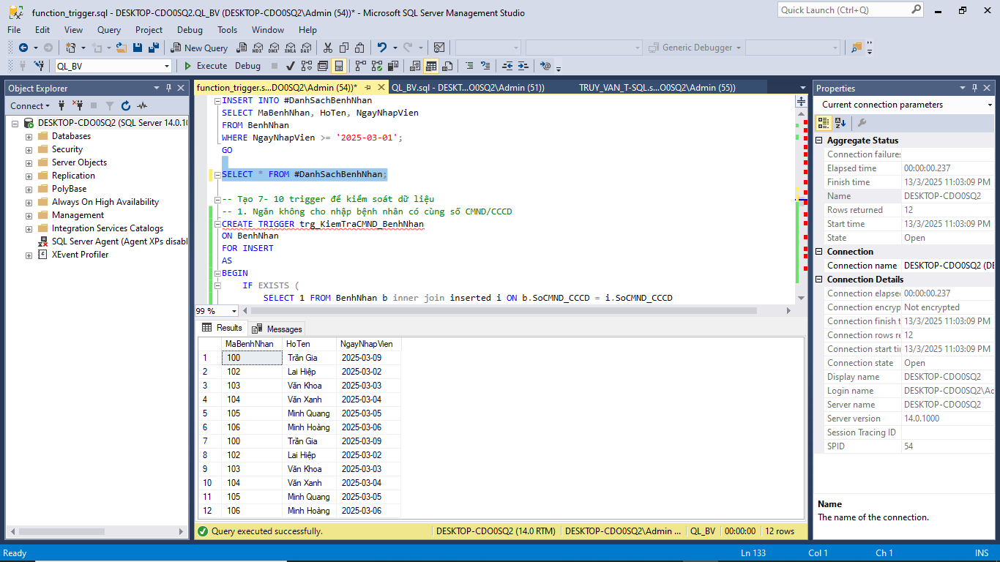 function_trigger.sql - DESKTOP-CDO0SQ2.QL_BV (DESKTOP-CDO0SQ2\Admin (54))* - Microsoft SQL Server Management Studio
Quick Launch (Ctrl+Q)
File Edit View Query Project Debug Tools Window Help
New Query MDX DMX XMLA DAX Generic Debugger
QL_BV Execute Debug
Object Explorer
Connect
DESKTOP-CDO0SQ2 (SQL Server 14.0.10
Databases
Security
Server Objects
Replication
PolyBase
Always On High Availability
Management
Integration Services Catalogs
SQL Server Agent (Agent XPs disabl
XEvent Profiler
function_trigger.s...DO0SQ2\Admin (54))* QL_BV.sql - DESKT...O0SQ2\Admin (51)) TRUY_VAN_T-SQL.s...O0SQ2\Admin (55))
INSERT INTO #DanhSachBenhNhan
SELECT MaBenhNhan, HoTen, NgayNhapVien
FROM BenhNhan
WHERE NgayNhapVien >= '2025-03-01';
GO
SELECT * FROM #DanhSachBenhNhan;
-- Tạo 7- 10 trigger để kiểm soát dữ liệu
-- 1. Ngăn không cho nhập bệnh nhân có cùng số CMND/CCCD
CREATE TRIGGER trg_KiemTraCMND_BenhNhan
ON BenhNhan
FOR INSERT
AS
BEGIN
IF EXISTS (
SELECT 1 FROM BenhNhan b inner join inserted i ON b.SoCMND_CCCD = i.SoCMND_CCCD
99 %
Results Messages
MaBenhNhan HoTen NgayNhapVien
1 100 Trần Gia 2025-03-09
2 102 Lai Hiệp 2025-03-02
3 103 Văn Khoa 2025-03-03
4 104 Văn Xanh 2025-03-04
5 105 Minh Quang 2025-03-05
6 106 Minh Hoàng 2025-03-06
7 100 Trần Gia 2025-03-09
8 102 Lai Hiệp 2025-03-02
9 103 Văn Khoa 2025-03-03
10 104 Văn Xanh 2025-03-04
11 105 Minh Quang 2025-03-05
12 106 Minh Hoàng 2025-03-06
Query executed successfully. DESKTOP-CDO0SQ2 (14.0 RTM) DESKTOP-CDO0SQ2\Admin ... QL_BV 00:00:00 12 rows
Properties
Current connection parameters
Aggregate Status
Connection failures
Elapsed time 00:00:00.237
Finish time 13/3/2025 11:03:09 PM
Name DESKTOP-CDO0SQ2
Rows returned 12
Start time 13/3/2025 11:03:09 PM
State Open
Connection
Connection name DESKTOP-CDO0SQ2 (DE
Connection Details
Connection elapse 00:00:00.237
Connection encryp Not encrypted
Connection finish t 13/3/2025 11:03:09 PM
Connection rows re 12
Connection start ti 13/3/2025 11:03:09 PM
Connection state Open
Display name DESKTOP-CDO0SQ2
Login name DESKTOP-CDO0SQ2\Ad
Server name DESKTOP-CDO0SQ2
Server version 14.0.1000
Session Tracing ID
SPID 54
Name
The name of the connection.
Ready Ln 133 Col 1 Ch 1 INS